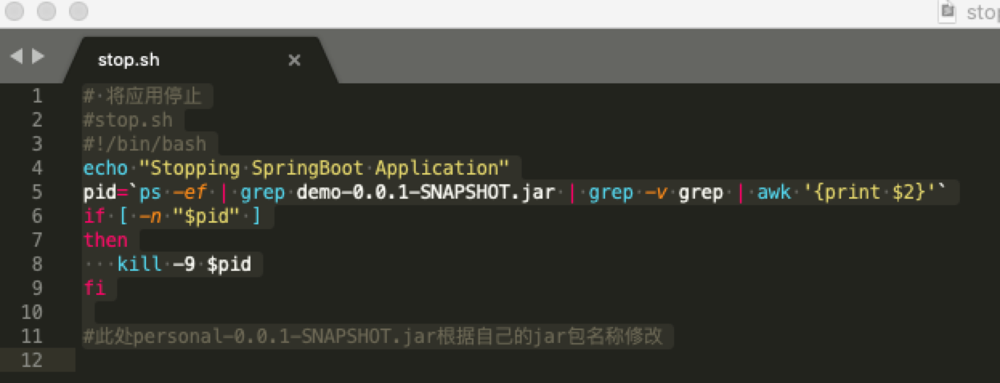 stop
stop.sh ×
1 # 将应用停止
2 #stop.sh
3 #!/bin/bash
4 echo "Stopping SpringBoot Application"
5 pid=`ps -ef | grep demo-0.0.1-SNAPSHOT.jar | grep -v grep | awk '{print $2}'`
6 if [ -n "$pid" ]
7 then
8    kill -9 $pid
9 fi
10
11 #此处personal-0.0.1-SNAPSHOT.jar根据自己的jar包名称修改
12